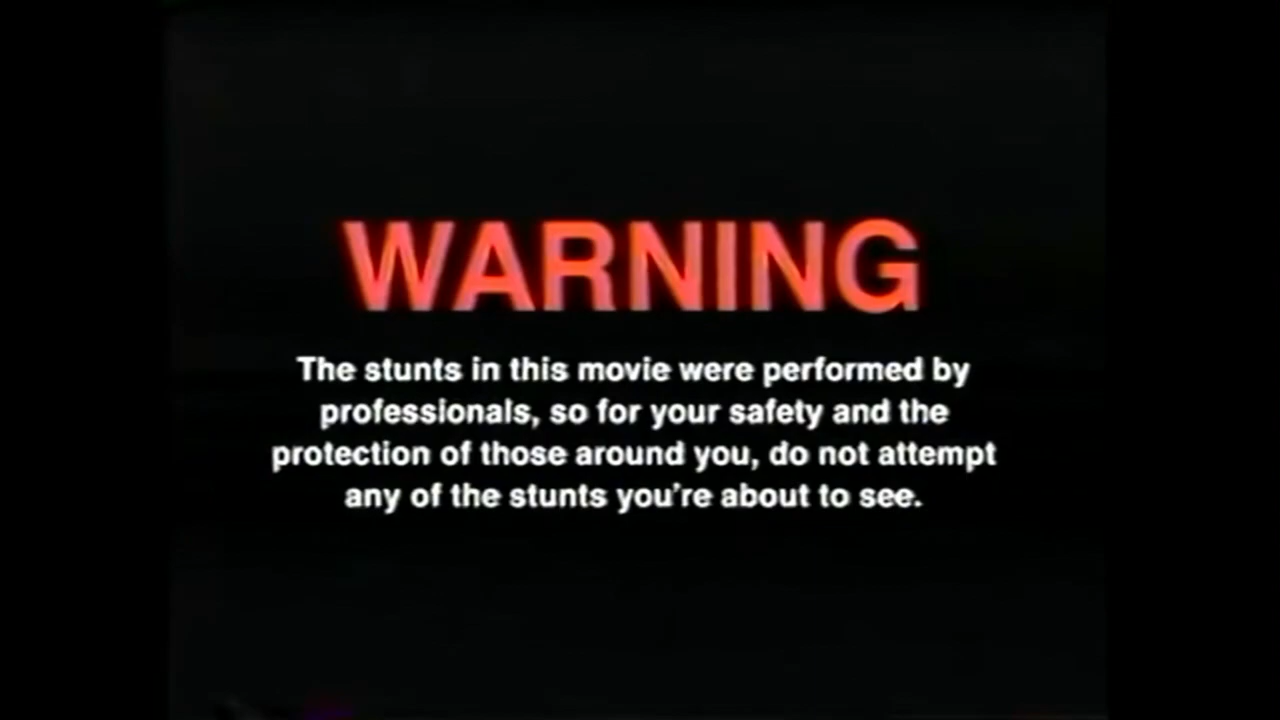 WARNING
The stunts in this movie were performed by
professionals, so for your safety and the
protection of those around you, do not attempt
any of the stunts you're about to see.